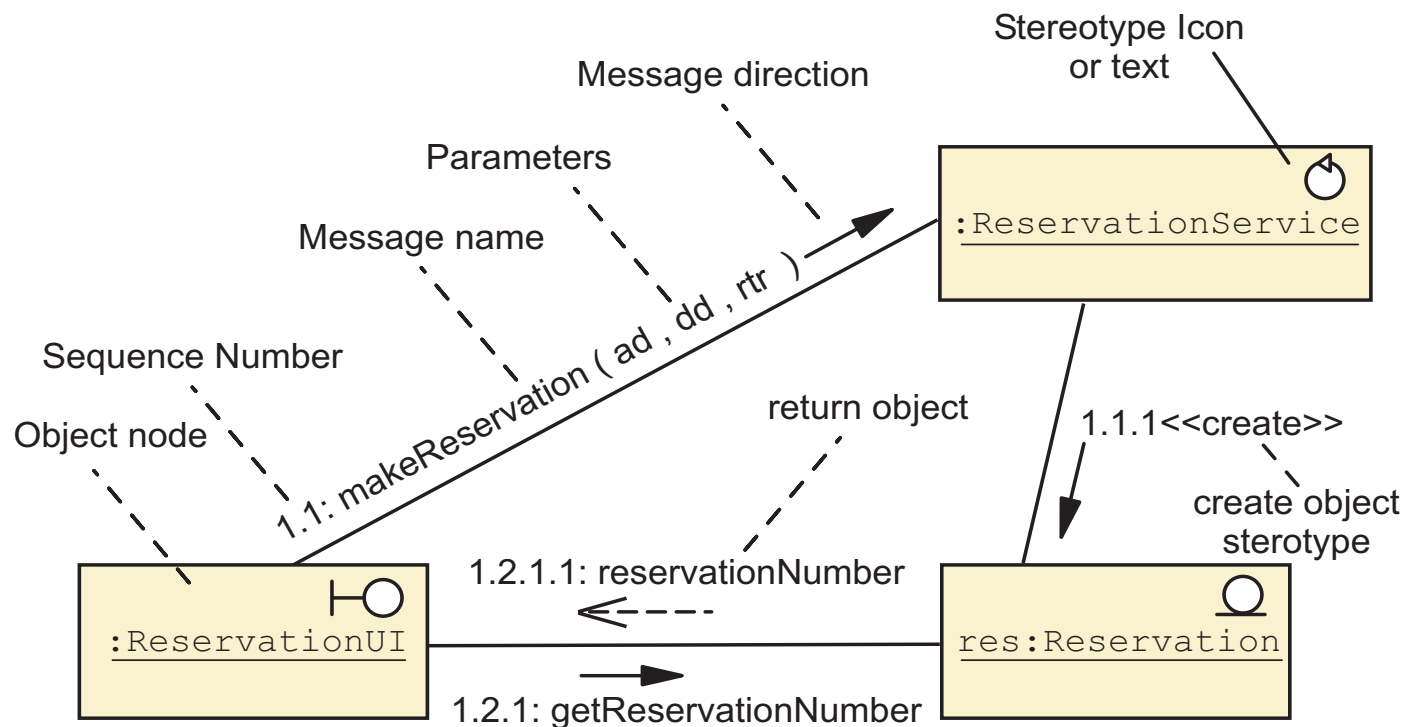 Stereotype Icon
or text
Message direction
Parameters
:ReservationService
Message name
Sequence Number
1.1: makeReservation ( ad , dd , rtr )
Object node
return object
1.1.1<<create>>
create object
sterotype
1.2.1.1: reservationNumber
:ReservationUI
res:Reservation
1.2.1: getReservationNumber